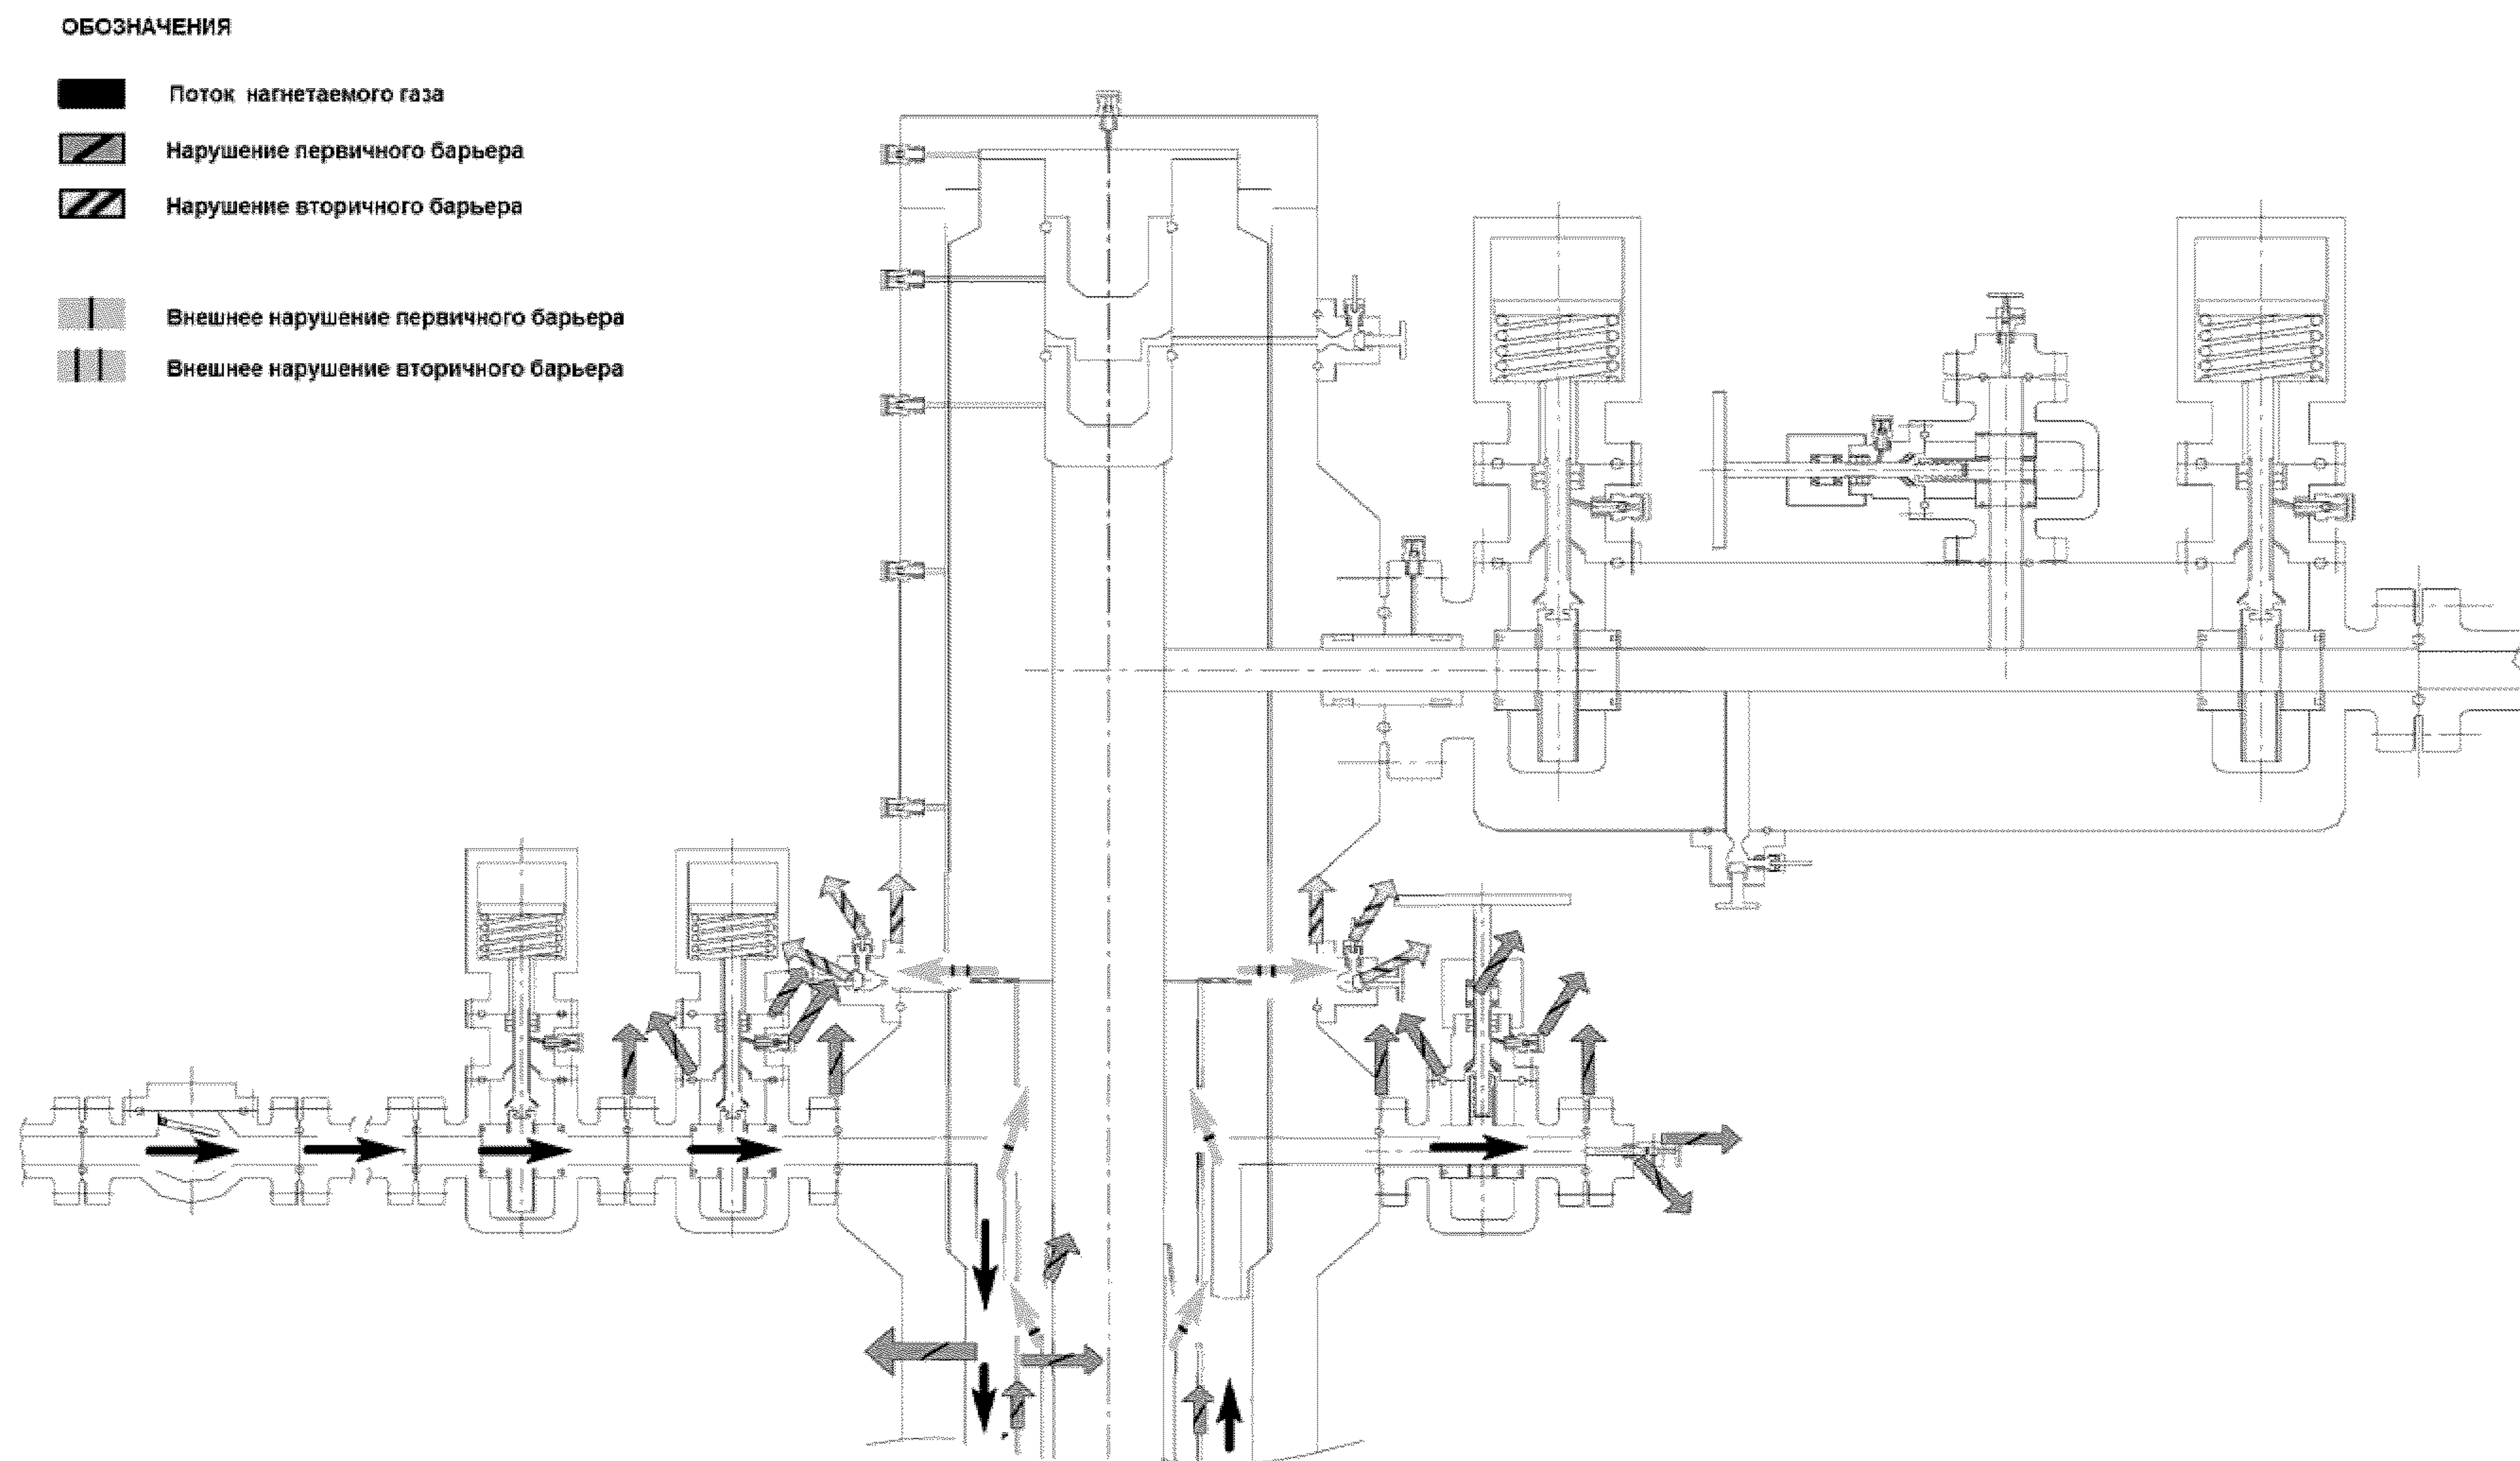 ОБОЗНАЧЕНИЯ
Поток нагнетаемого газа
Нарушение первичного барьера
Нарушение вторичного барьера
Внешнее нарушение первичного барьера
Внешнее нарушение вторичного барьера